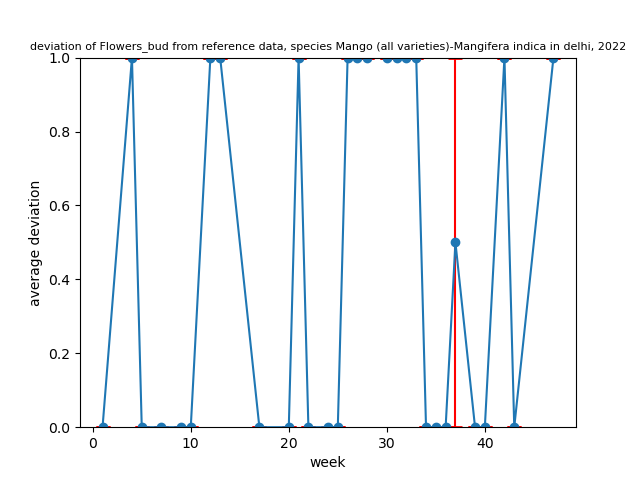 deviation of Flowers_bud from reference data, species Mango (all varieties)-Mangifera indica in delhi, 2022
1.0
0.8
0.6
0.4
0.2
0.0
average deviation
0 10 20 30 40
week